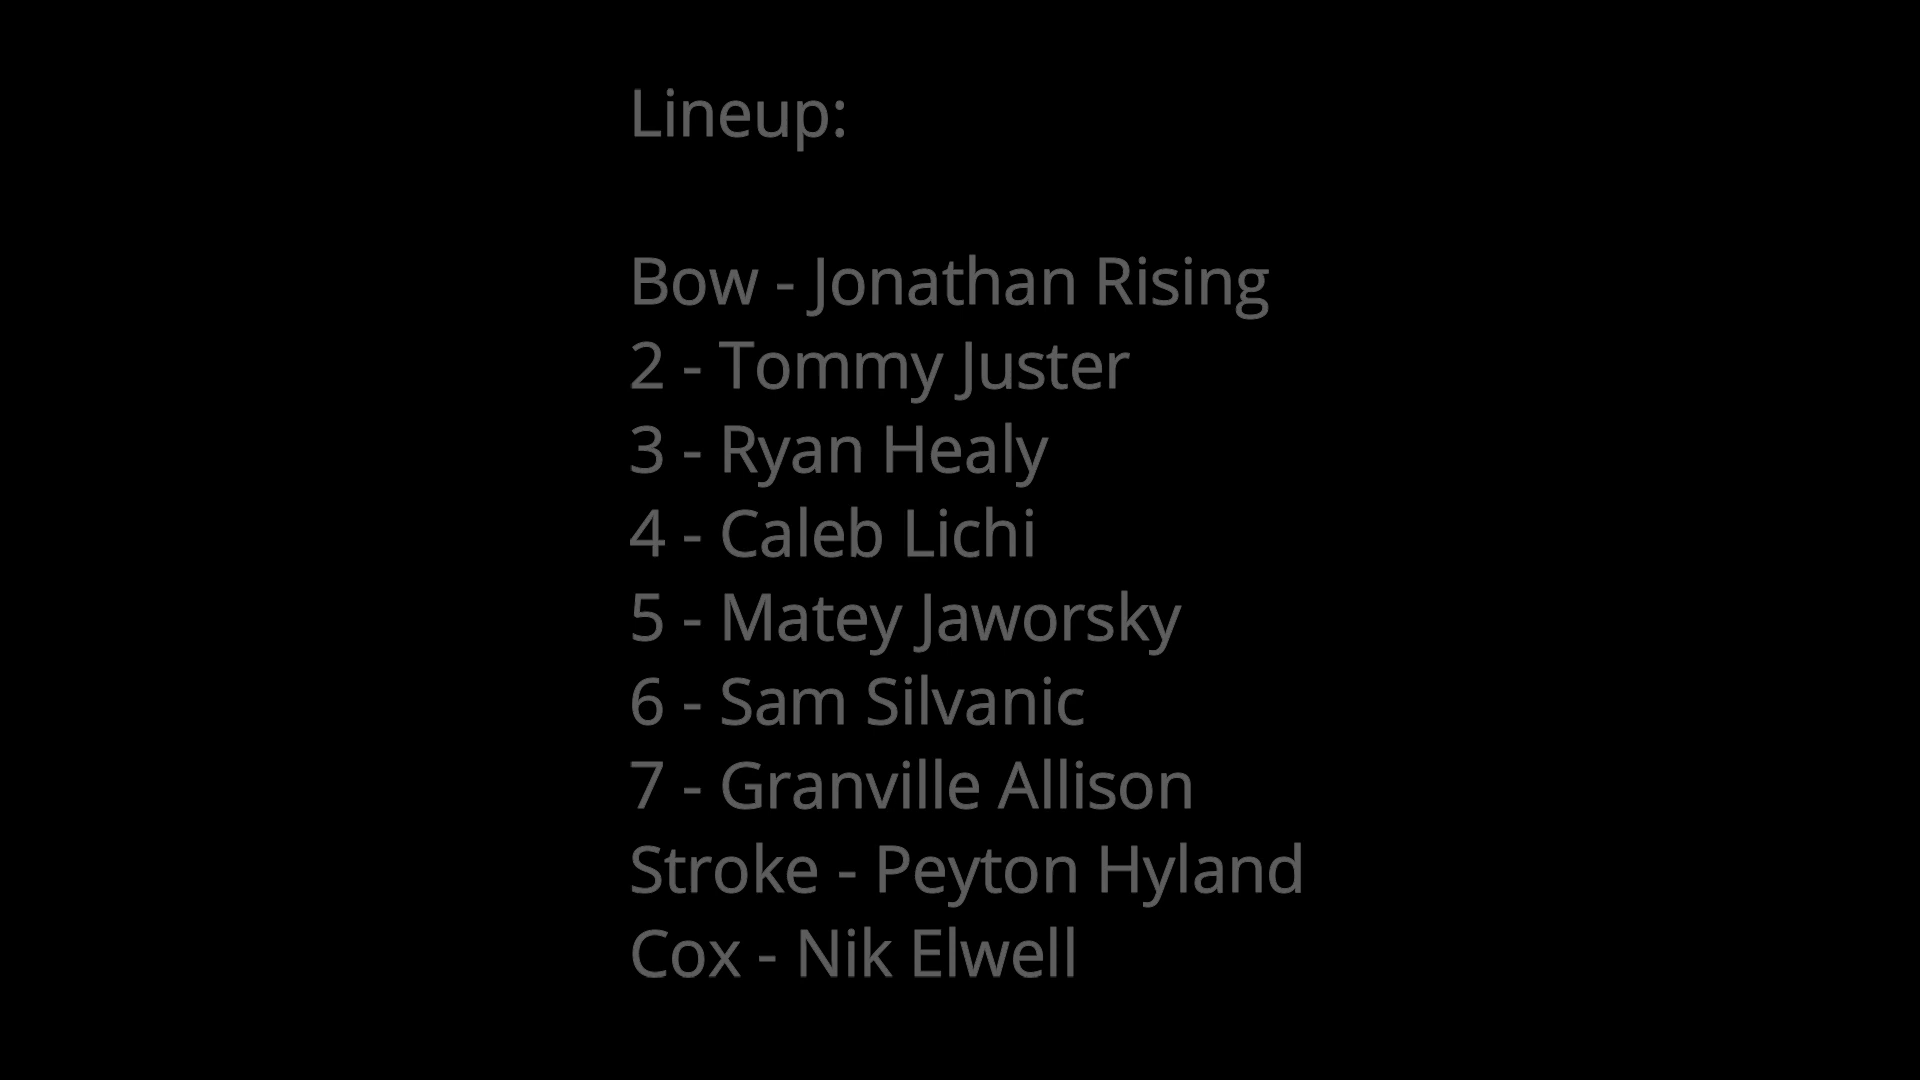 Lineup:
Bow - Jonathan Rising
2 - Tommy Juster
3 - Ryan Healy
4 - Caleb Lichi
5 - Matey Jaworsky
6 - Sam Silvanic
7 - Granville Allison
Stroke - Peyton Hyland
Cox - Nik Elwell